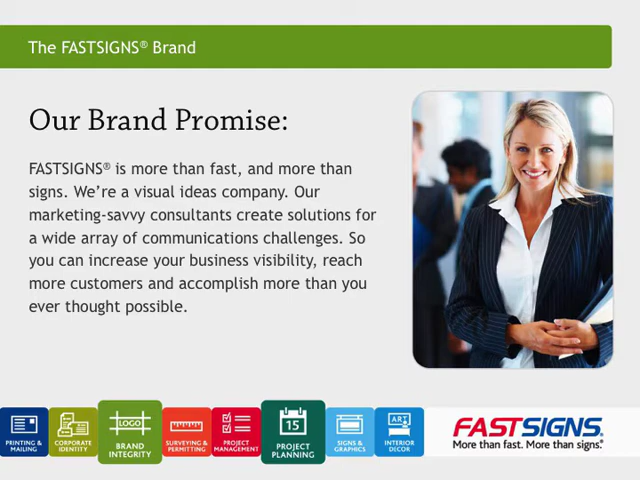 The FASTSIGNS® Brand
Our Brand Promise:
FASTSIGNS® is more than fast, and more than
signs. We're a visual ideas company. Our
marketing-savvy consultants create solutions for
a wide array of communications challenges. So
you can increase your business visibility, reach
more customers and accomplish more than you
ever thought possible.
PRINTING &
MAILING
CORPORATE
IDENTITY
LOGO
BRAND
INTEGRITY
SURVEYING &
PERMITTING
PROJECT
MANAGEMENT
15
PROJECT
PLANNING
SIGNS &
GRAPHICS
ART
INTERIOR
DECOR
FASTSIGNS
More than fast. More than signs.®